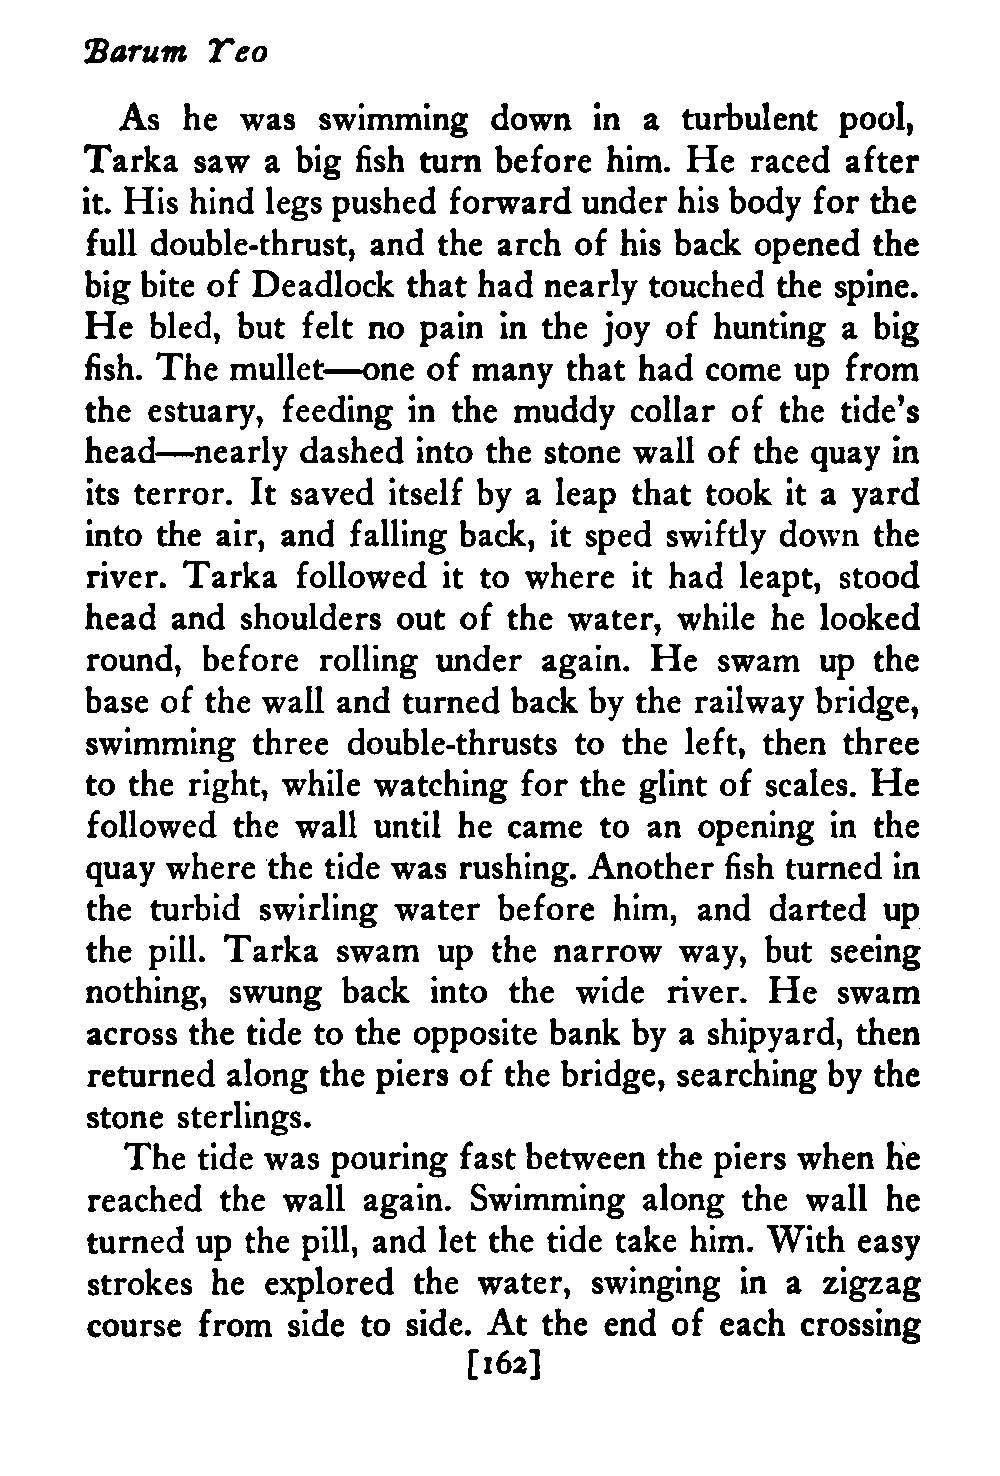 Barum Yeo
As he was swimming down in a turbulent pool,
Tarka saw a big fish turn before him. He raced after
it. His hind legs pushed forward under his body for the
full double-thrust, and the arch of his back opened the
big bite of Deadlock that had nearly touched the spine.
He bled, but felt no pain in the joy of hunting a big
fish. The mullet—one of many that had come up from
the estuary, feeding in the muddy collar of the tide's
head—nearly dashed into the stone wall of the quay in
its terror. It saved itself by a leap that took it a yard
into the air, and falling back, it sped swiftly down the
river. Tarka followed it to where it had leapt, stood
head and shoulders out of the water, while he looked
round, before rolling under again. He swam up the
base of the wall and turned back by the railway bridge,
swimming three double-thrusts to the left, then three
to the right, while watching for the glint of scales. He
followed the wall until he came to an opening in the
quay where the tide was rushing. Another fish turned in
the turbid swirling water before him, and darted up
the pill. Tarka swam up the narrow way, but seeing
nothing, swung back into the wide river. He swam
across the tide to the opposite bank by a shipyard, then
returned along the piers of the bridge, searching by the
stone sterlings.
The tide was pouring fast between the piers when he
reached the wall again. Swimming along the wall he
turned up the pill, and let the tide take him. With easy
strokes he explored the water, swinging in a zigzag
course from side to side. At the end of each crossing
[162]